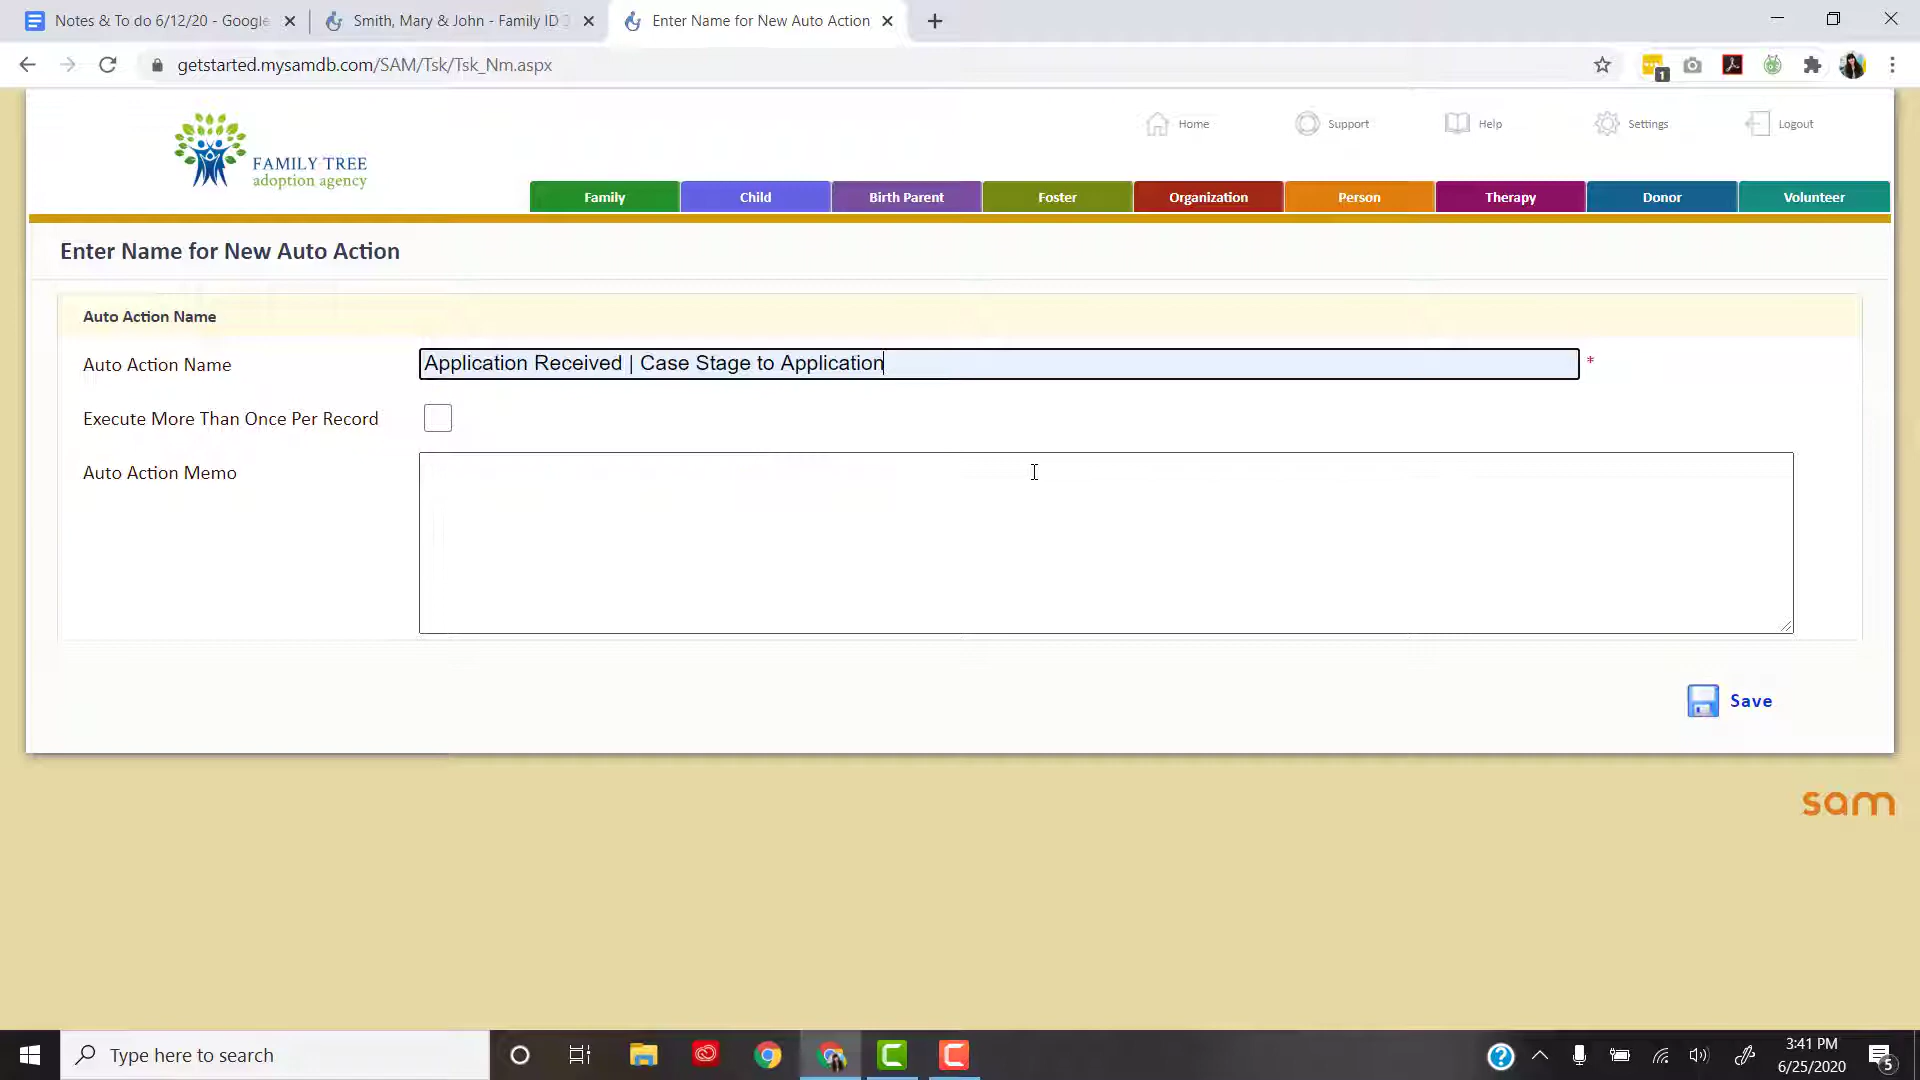 Notes & To do 6/12/20 - Google
Smith, Mary & John - Family ID
Enter Name for New Auto Action
getstarted.mysamdb.com/SAM/Tsk/Tsk_Nm.aspx
1
FAMILY TREE
adoption agency
Home
Support
Help
Settings
Logout
Family
Child
Birth Parent
Foster
Organization
Person
Therapy
Donor
Volunteer
Enter Name for New Auto Action
Auto Action Name
Auto Action Name
Application Received | Case Stage to Application
*
Execute More Than Once Per Record
Auto Action Memo
Save
sam
Type here to search
3:41 PM
6/25/2020
5